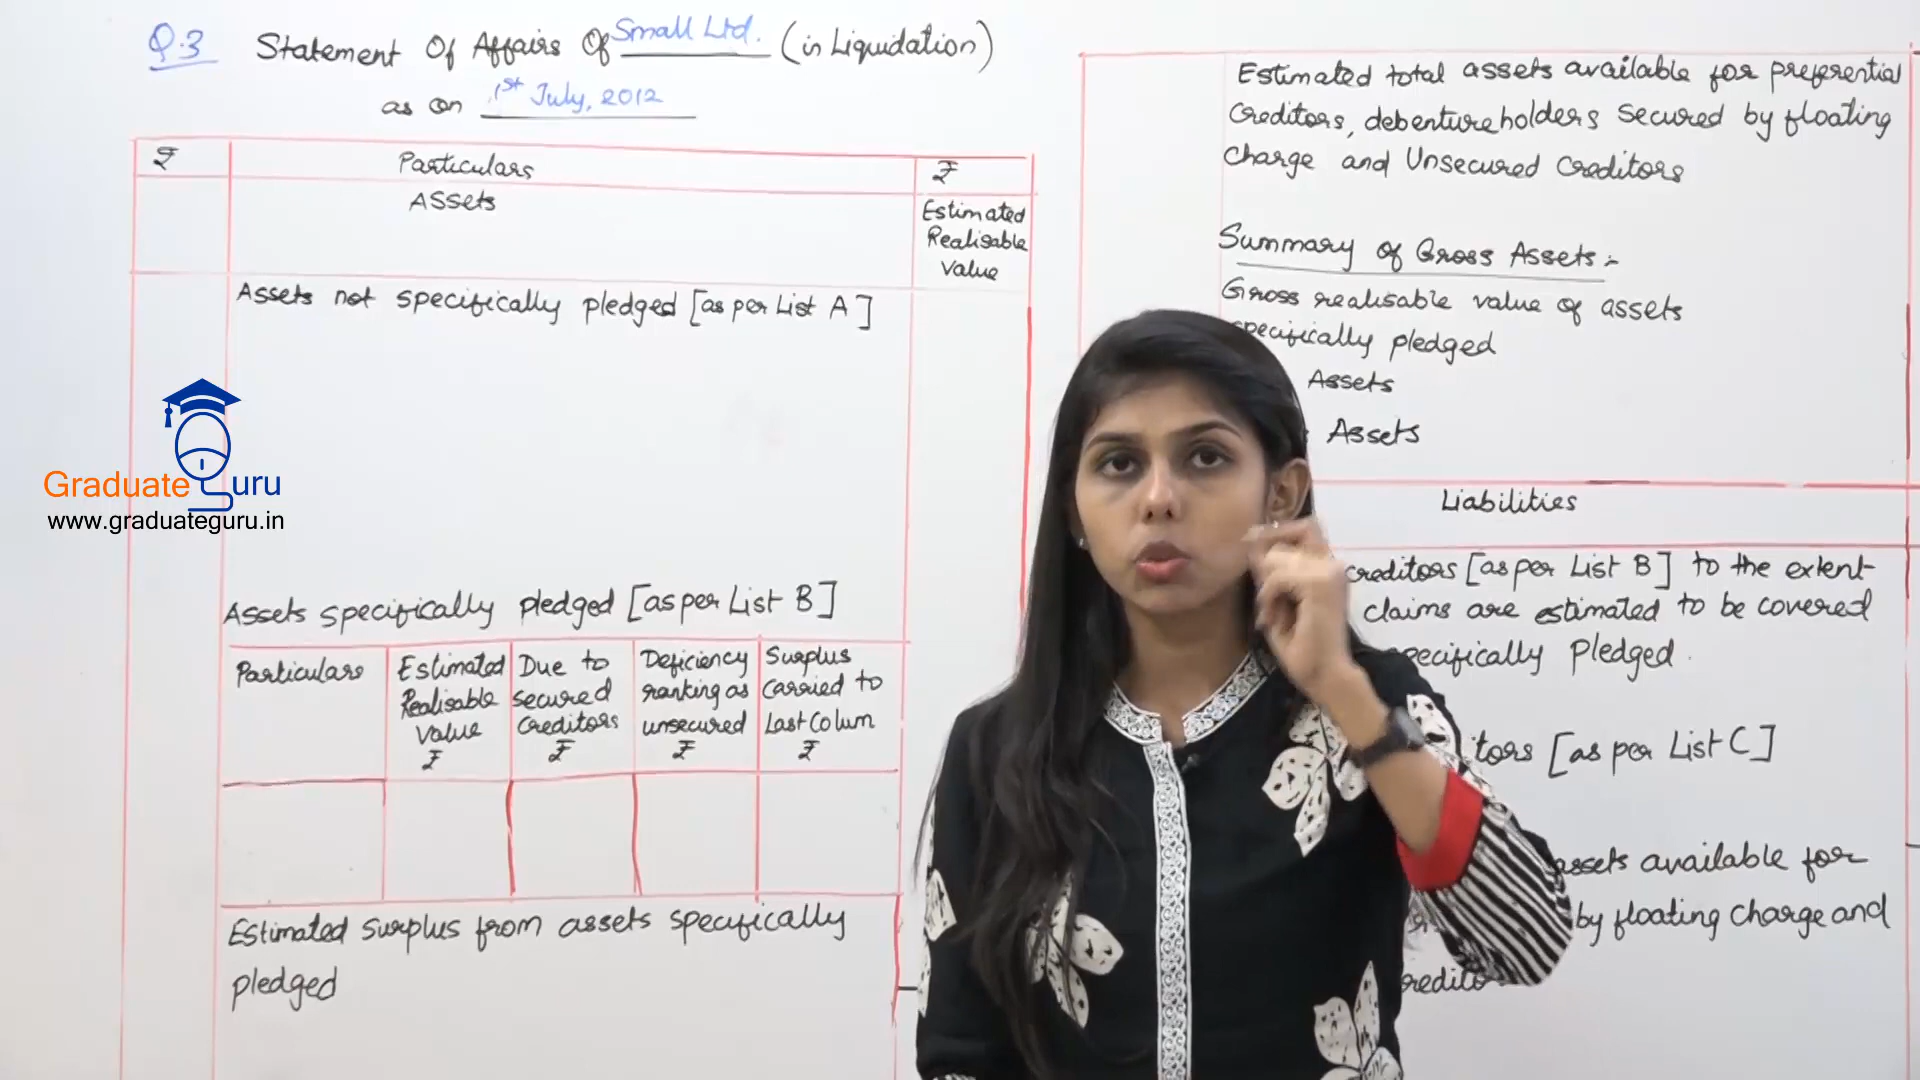 Q.3 Statement Of Affairs Of Small Ltd. (in Liquidation)
as on 1st July, 2012
₹ Particulars ₹
Assets
Estimated
Realisable
Value
Assets not specifically pledged [as per List A]
Graduate Guru
www.graduateguru.in
Assets specifically pledged [as per List B]
Particulars
Estimated
Realisable
Value
₹
Due to
secured
Creditors
₹
Deficiency
ranking as
unsecured
₹
Surplus
Carried to
Last Column
₹
Estimated surplus from assets specifically
pledged
Estimated total assets available for preferential
Creditors, debentureholders secured by floating
Charge and Unsecured Creditors
Summary of Gross Assets :-
Gross realisable value of assets
specifically pledged
Assets
Assets
Liabilities
creditors [as per List B] to the extent
claims are estimated to be covered
specifically Pledged.
[as per List C]
assets available for
by floating Charge and